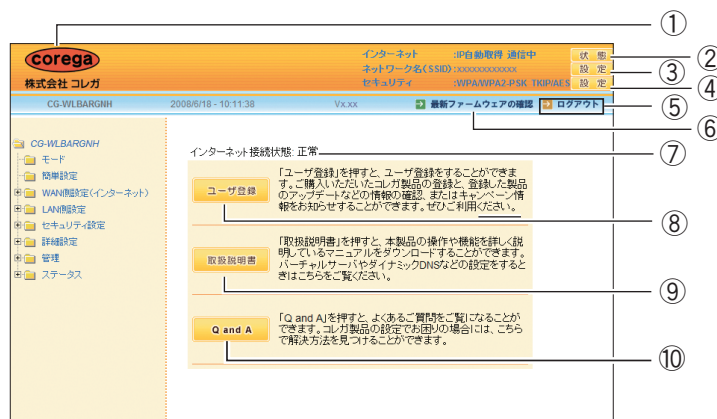 ①
corega
株式会社 コレガ
インターネット :IP自動取得 通信中
状 態
②
ネットワーク名(SSID):xxxxxxxxxxxx
設 定
③
セキュリティ :WPA/WPA2-PSK TKIP/AES
設 定
④
CG-WLBARGNH 2008/6/18 - 10:11:38 Vx.xx 最新ファームウェアの確認 ログアウト
⑤
⑥
CG-WLBARGNH
モード
簡単設定
WAN側設定(インターネット)
LAN側設定
セキュリティ設定
詳細設定
管理
ステータス
インターネット接続状態: 正常
⑦
ユーザ登録
「ユーザ登録」を押すと、ユーザ登録をすることができま
す。ご購入いただいたコレガ製品の登録と、登録した製品
のアップデートなどの情報の確認、またはキャンペーン情
報をお知らせすることができます。ぜひご利用ください。
⑧
取扱説明書
「取扱説明書」を押すと、本製品の操作や機能を詳しく説
明しているマニュアルをダウンロードすることができます。
バーチャルサーバやダイナミックDNSなどの設定をすると
きはこちらをご覧ください。
⑨
Q and A
「Q and A」を押すと、よくあるご質問をご覧になることが
できます。コレガ製品の設定でお困りの場合には、こちら
で解決方法を見つけることができます。
⑩